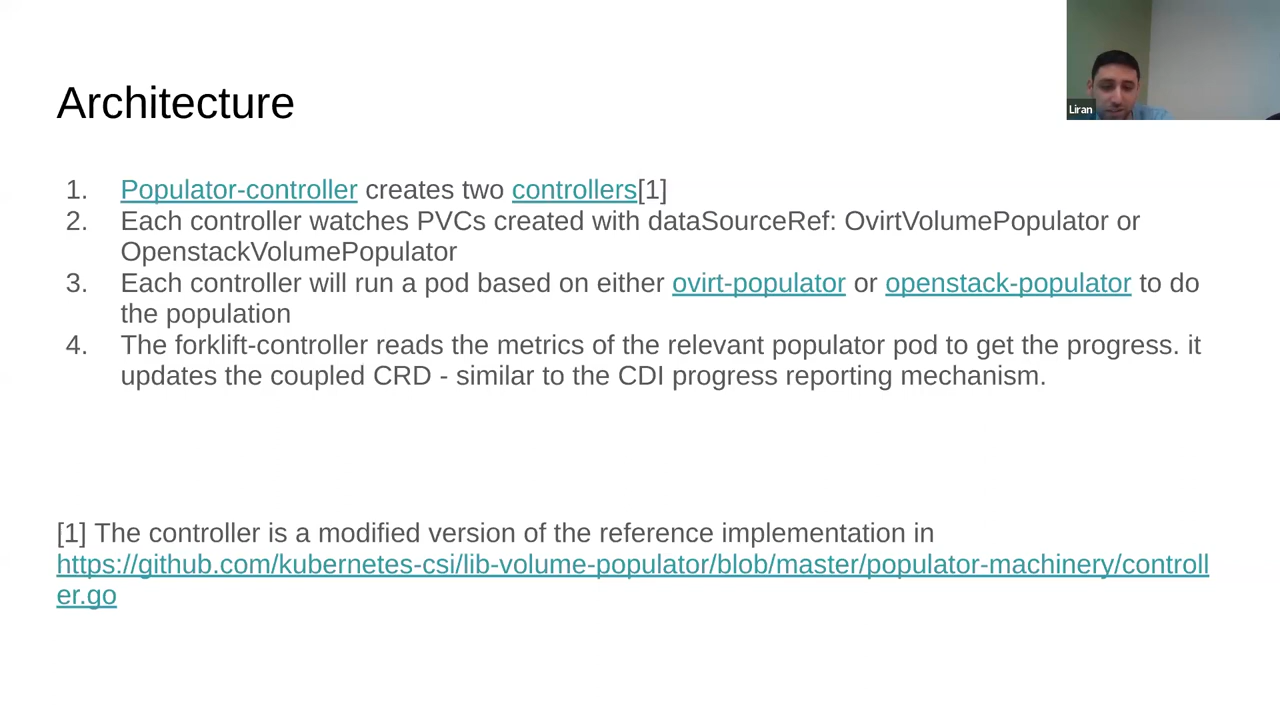 Liran
Architecture
1. Populator-controller creates two controllers[1]
2. Each controller watches PVCs created with dataSourceRef: OvirtVolumePopulator or
OpenstackVolumePopulator
3. Each controller will run a pod based on either ovirt-populator or openstack-populator to do
the population
4. The forklift-controller reads the metrics of the relevant populator pod to get the progress. it
updates the coupled CRD - similar to the CDI progress reporting mechanism.
[1] The controller is a modified version of the reference implementation in
https://github.com/kubernetes-csi/lib-volume-populator/blob/master/populator-machinery/controll
er.go